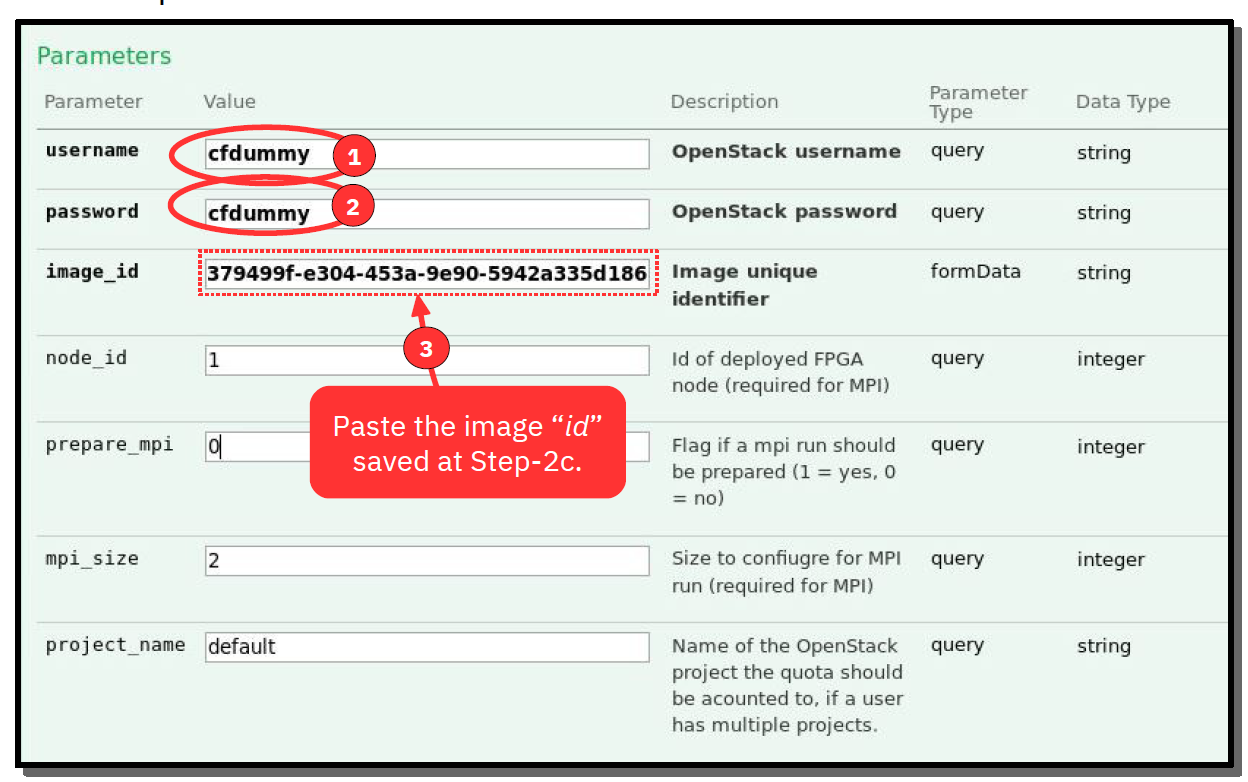 Parameters
Parameter Value Description Parameter Type Data Type
username cfdummy 1 OpenStack username query string
password cfdummy 2 OpenStack password query string
image_id 379499f-e304-453a-9e90-5942a335d186 Image unique formData string
identifier
3
node_id 1 Id of deployed FPGA query integer
node (required for MPI)
Paste the image “id”
saved at Step-2c.
prepare_mpi 0 Flag if a mpi run should query integer
be prepared (1 = yes, 0
= no)
mpi_size 2 Size to confiugre for MPI query integer
run (required for MPI)
project_name default Name of the OpenStack query string
project the quota should
be acounted to, if a user
has multiple projects.